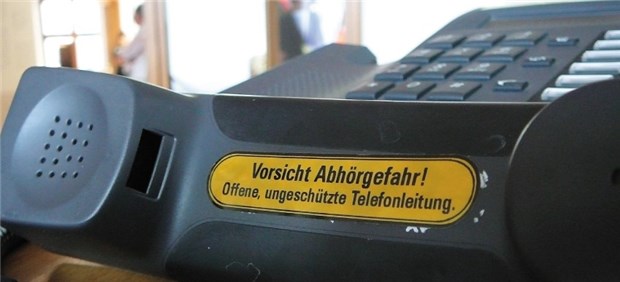 Vorsicht Abhörgefahr!
Offene, ungeschützte Telefonleitung.